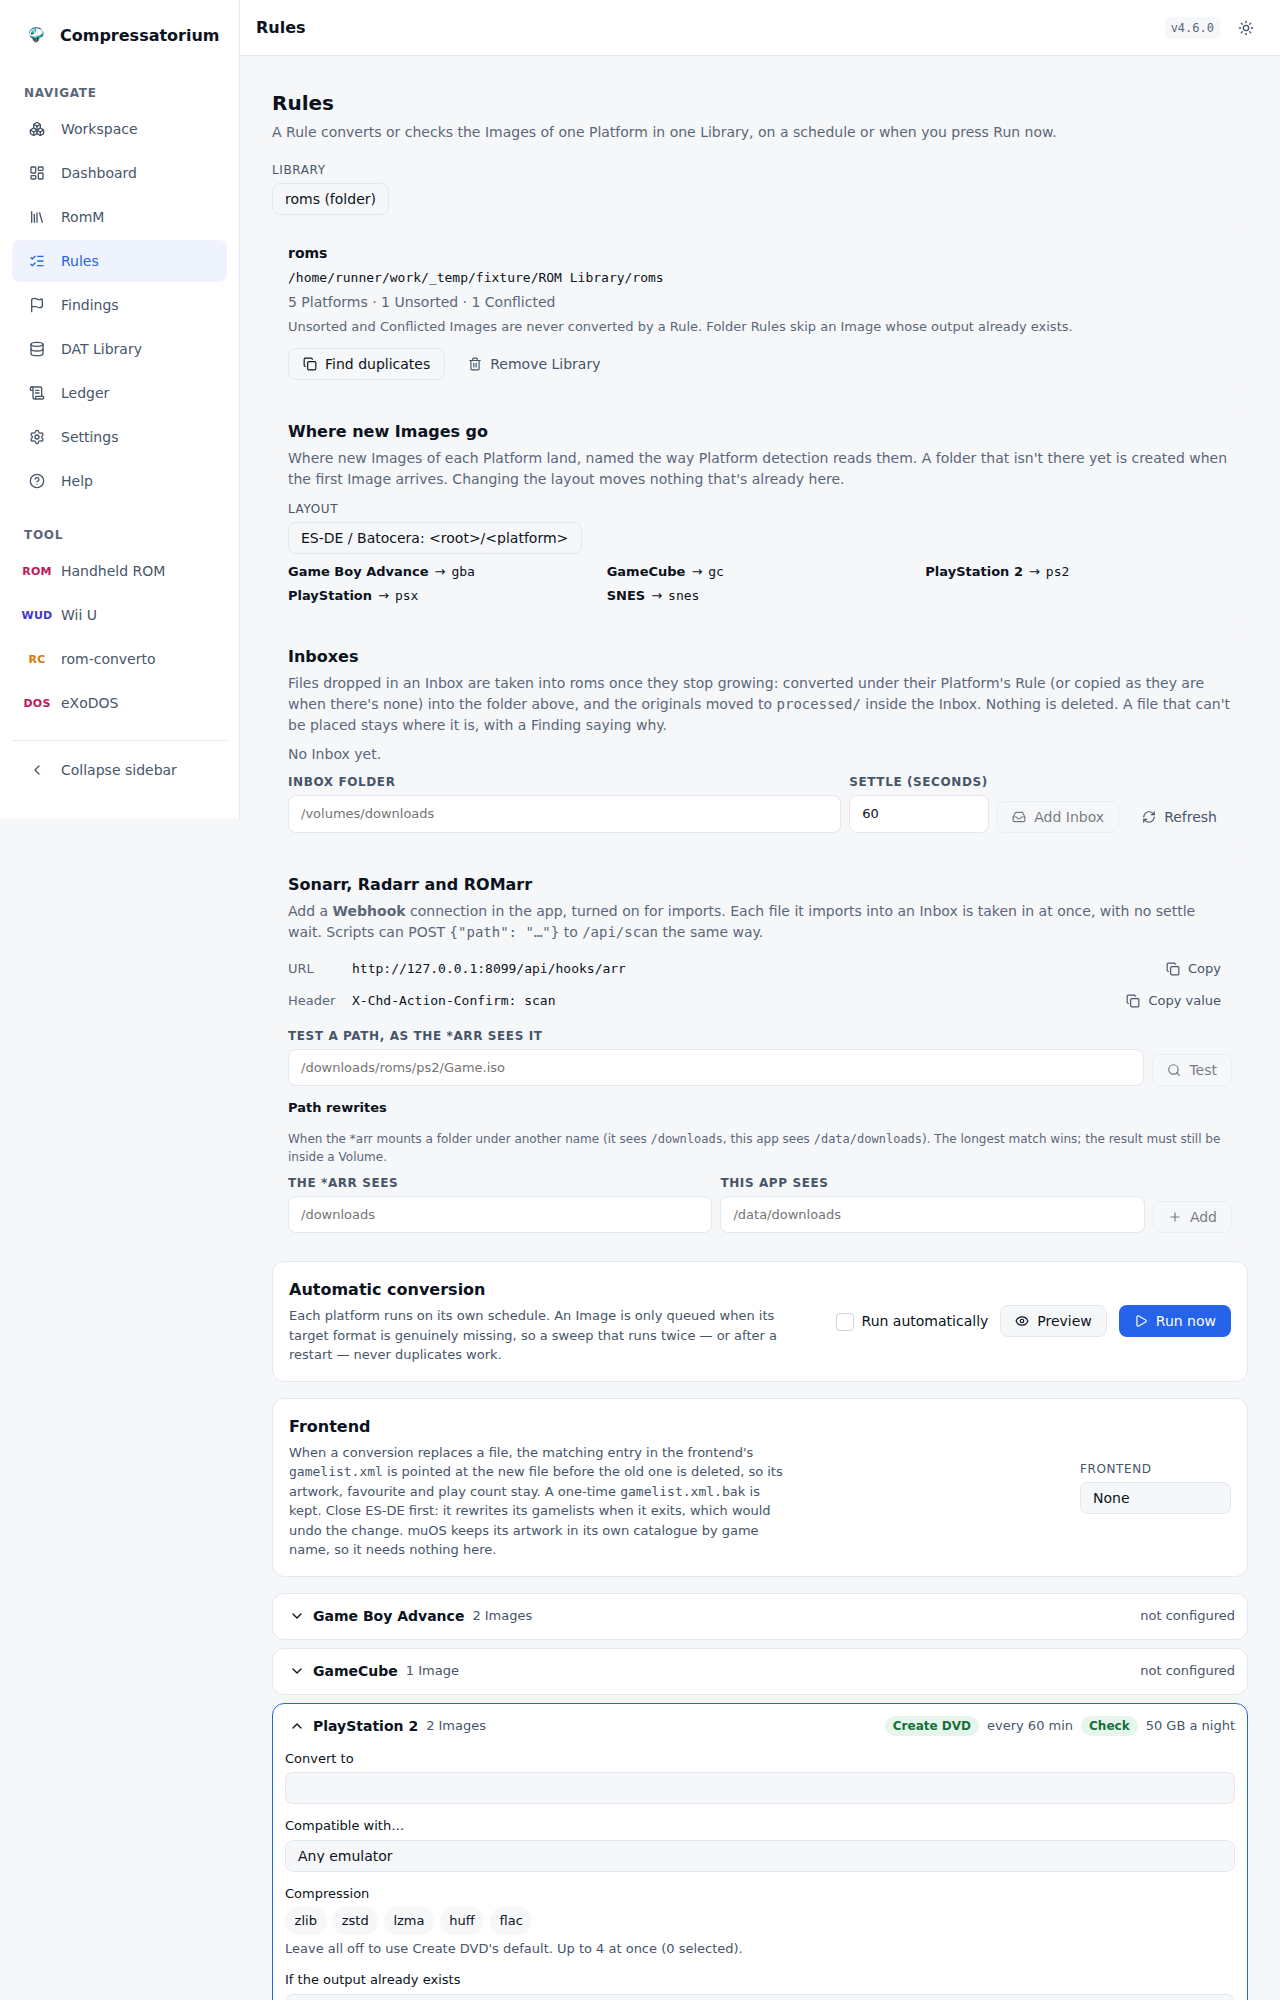 Compressatorium
Rules
v4.6.0
NAVIGATE
Workspace
Dashboard
RomM
Rules
Findings
DAT Library
Ledger
Settings
Help
TOOL
ROM Handheld ROM
WUD Wii U
RC rom-converto
DOS eXoDOS
Collapse sidebar
Rules
A Rule converts or checks the Images of one Platform in one Library, on a schedule or when you press Run now.
LIBRARY
roms (folder)
roms
/home/runner/work/_temp/fixture/ROM Library/roms
5 Platforms · 1 Unsorted · 1 Conflicted
Unsorted and Conflicted Images are never converted by a Rule. Folder Rules skip an Image whose output already exists.
Find duplicates
Remove Library
Where new Images go
Where new Images of each Platform land, named the way Platform detection reads them. A folder that isn't there yet is created when
the first Image arrives. Changing the layout moves nothing that's already here.
LAYOUT
ES-DE / Batocera: <root>/<platform>
Game Boy Advance → gba
GameCube → gc
PlayStation 2 → ps2
PlayStation → psx
SNES → snes
Inboxes
Files dropped in an Inbox are taken into roms once they stop growing: converted under their Platform's Rule (or copied as they are
when there's none) into the folder above, and the originals moved to processed/ inside the Inbox. Nothing is deleted. A file that can't
be placed stays where it is, with a Finding saying why.
No Inbox yet.
INBOX FOLDER
SETTLE (SECONDS)
/volumes/downloads
60
Add Inbox
Refresh
Sonarr, Radarr and ROMarr
Add a Webhook connection in the app, turned on for imports. Each file it imports into an Inbox is taken in at once, with no settle
wait. Scripts can POST {"path": "…"} to /api/scan the same way.
URL http://127.0.0.1:8099/api/hooks/arr
Copy
Header X-Chd-Action-Confirm: scan
Copy value
TEST A PATH, AS THE *ARR SEES IT
/downloads/roms/ps2/Game.iso
Test
Path rewrites
When the *arr mounts a folder under another name (it sees /downloads, this app sees /data/downloads). The longest match wins; the result must still be
inside a Volume.
THE *ARR SEES
THIS APP SEES
/downloads
/data/downloads
Add
Automatic conversion
Each platform runs on its own schedule. An Image is only queued when its
target format is genuinely missing, so a sweep that runs twice — or after a
restart — never duplicates work.
Run automatically
Preview
Run now
Frontend
When a conversion replaces a file, the matching entry in the frontend's
gamelist.xml is pointed at the new file before the old one is deleted, so its
artwork, favourite and play count stay. A one-time gamelist.xml.bak is
kept. Close ES-DE first: it rewrites its gamelists when it exits, which would
undo the change. muOS keeps its artwork in its own catalogue by game
name, so it needs nothing here.
FRONTEND
None
Game Boy Advance 2 Images
not configured
GameCube 1 Image
not configured
PlayStation 2 2 Images
Create DVD every 60 min Check 50 GB a night
Convert to
Compatible with…
Any emulator
Compression
zlib
zstd
lzma
huff
flac
Leave all off to use Create DVD's default. Up to 4 at once (0 selected).
If the output already exists